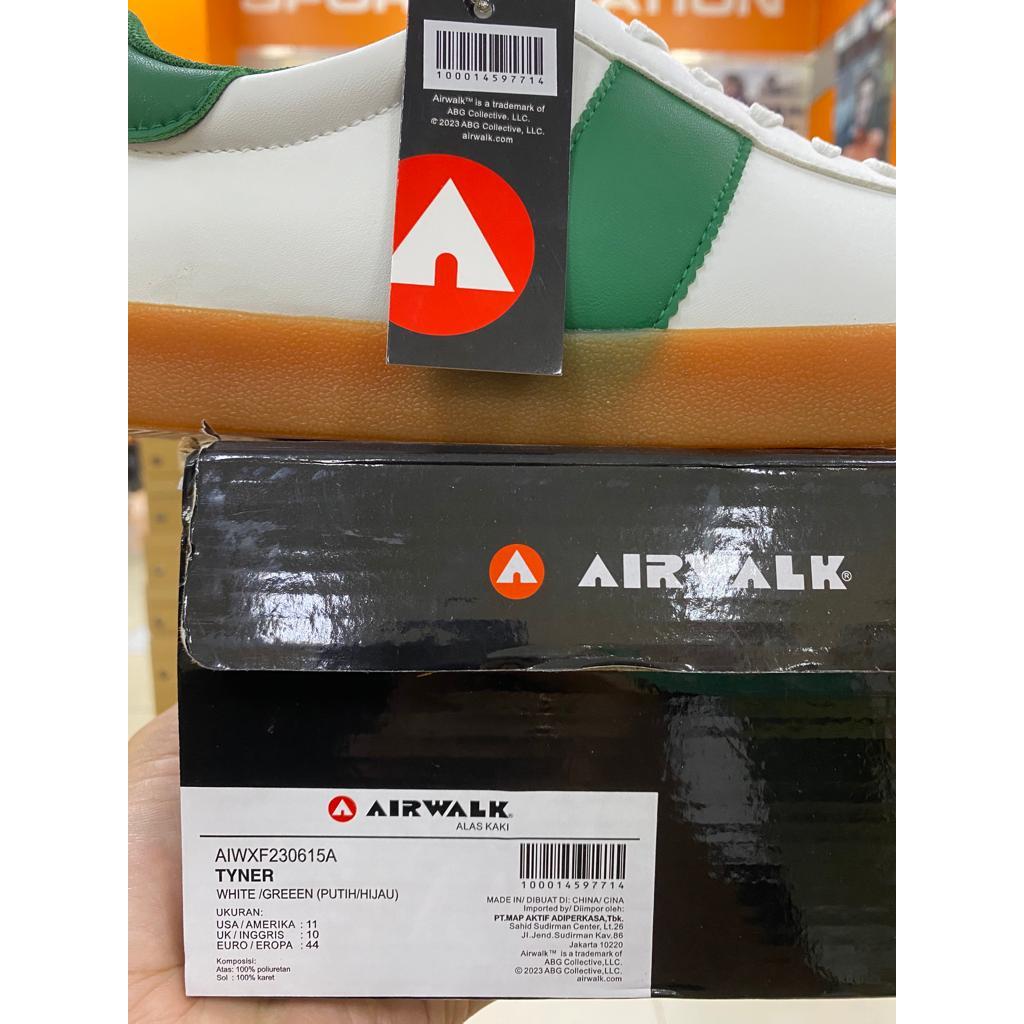 100014597714
Airwalk™ is a trademark of
ABG Collective. LLC.
© 2023 ABG Collective, LLC.
airwalk.com
AIRWALK®
AIRWALK®
ALAS KAKI
AIWXF230615A
TYNER
WHITE /GREEEN (PUTIH/HIJAU)
UKURAN:
USA / AMERIKA : 11
UK / INGGRIS : 10
EURO / EROPA : 44
Komposisi:
Atas: 100% poliuretan
Sol : 100% karet
100014597714
MADE IN/ DIBUAT DI: CHINA/ CINA
Imported by/ Diimpor oleh:
PT.MAP AKTIF ADIPERKASA,Tbk.
Sahid Sudirman Center, Lt.26
Jl.Jend.Sudirman Kav.86
Jakarta 10220
Airwalk™ is a trademark of
ABG Collective,LLC.
© 2023 ABG Collective, LLC.
airwalk.com